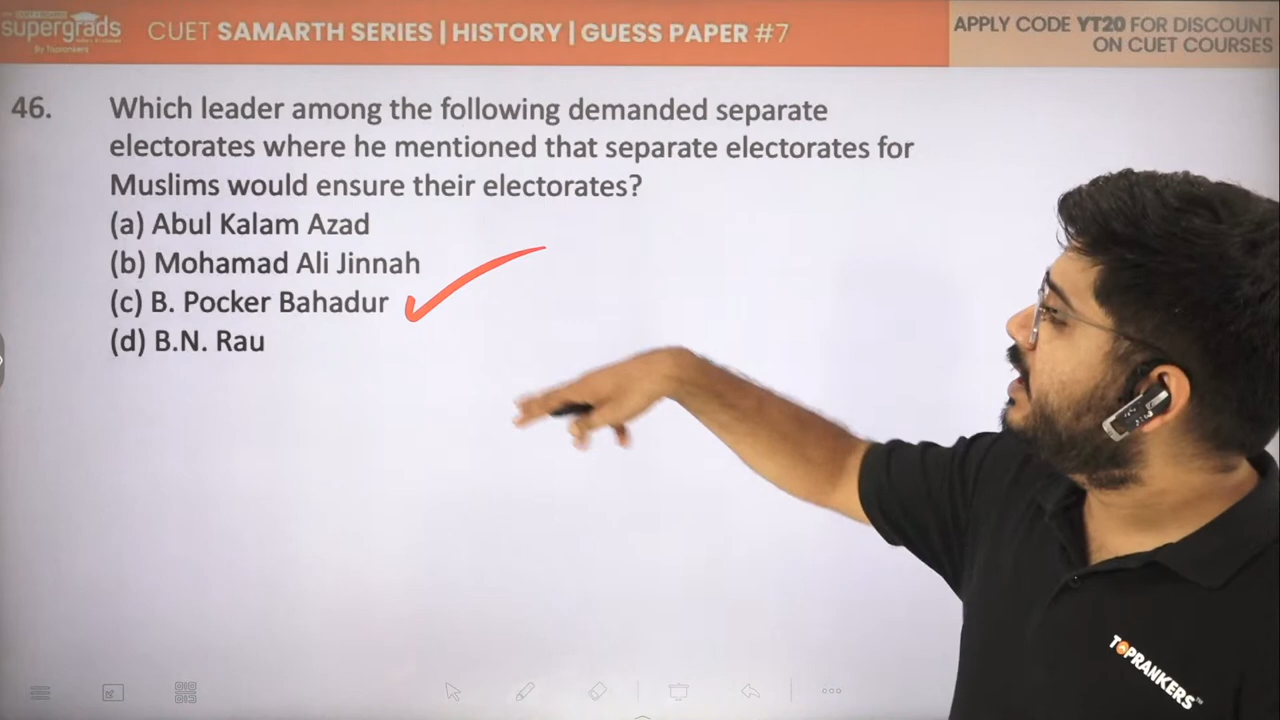 supergrads
By Toprankers
CUET SAMARTH SERIES | HISTORY | GUESS PAPER #7
APPLY CODE YT20 FOR DISCOUNT
ON CUET COURSES
46. Which leader among the following demanded separate
electorates where he mentioned that separate electorates for
Muslims would ensure their electorates?
(a) Abul Kalam Azad
(b) Mohamad Ali Jinnah
(c) B. Pocker Bahadur
(d) B.N. Rau
TOPRANKERS